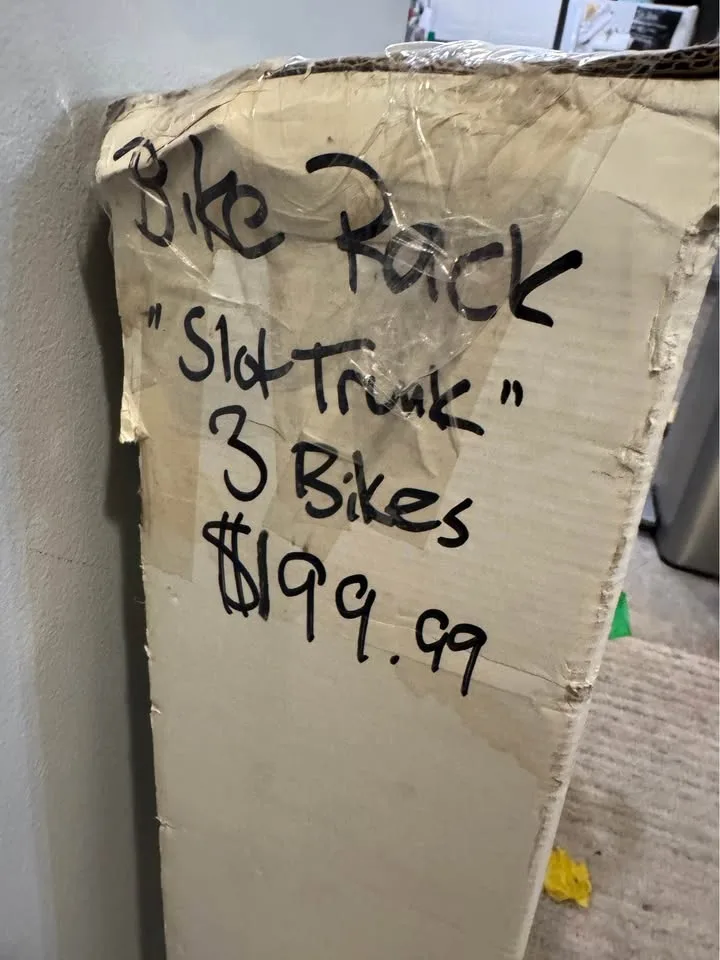 Bike Rack
"Slot Trunk"
3 Bikes
$199.99